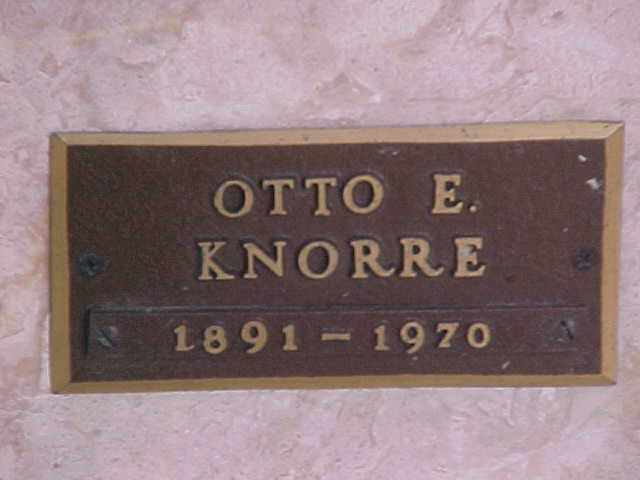 OTTO E.
KNORRE
1891 – 1970